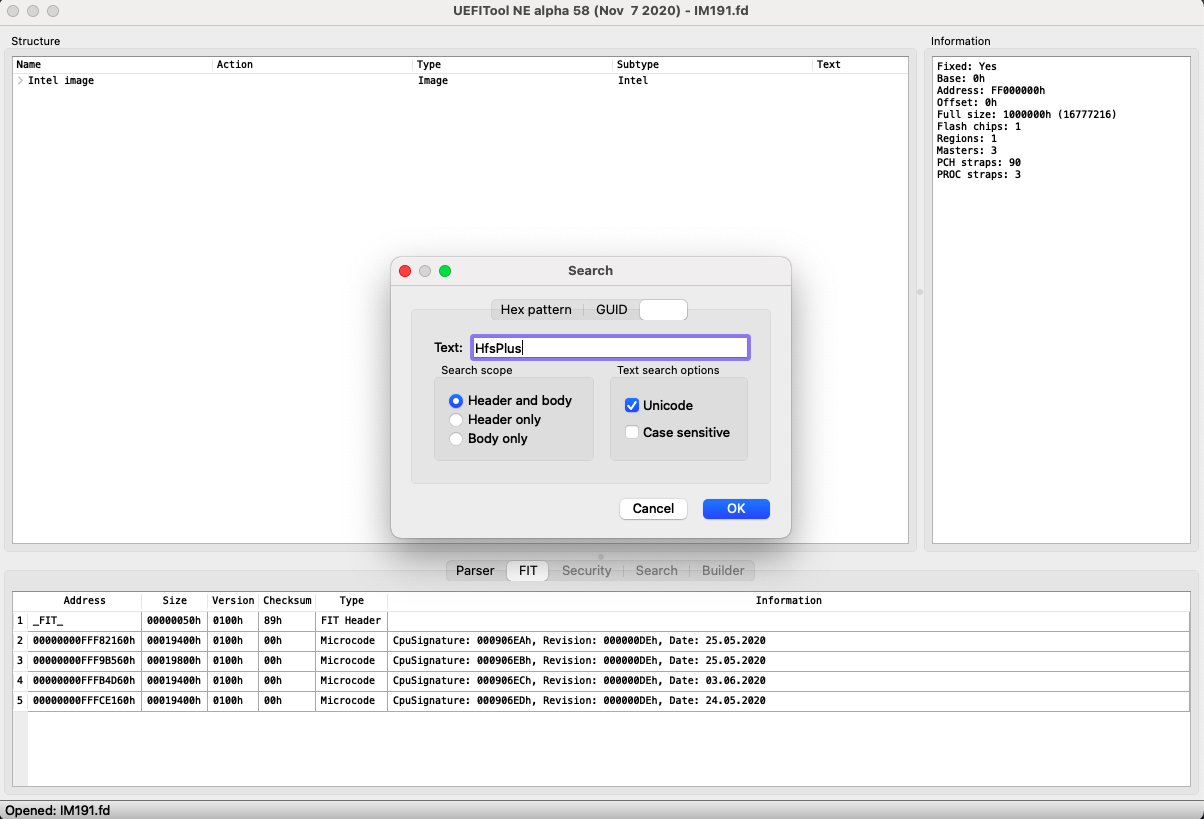 UEFITool NE alpha 58 (Nov 7 2020) - IM191.fd
Structure
Name Action Type Subtype Text
Intel image Image Intel
Information
Fixed: Yes
Base: 0h
Address: FF000000h
Offset: 0h
Full size: 1000000h (16777216)
Flash chips: 1
Regions: 1
Masters: 3
PCH straps: 90
PROC straps: 3
Search
Hex pattern GUID
Text: HfsPlus
Search scope
Header and body
Header only
Body only
Text search options
Unicode
Case sensitive
Cancel OK
Parser FIT Security Search Builder
Address Size Version Checksum Type Information
1 _FIT_ 00000050h 0100h 89h FIT Header
2 00000000FFF82160h 00019400h 0100h 00h Microcode CpuSignature: 000906EAh, Revision: 000000DEh, Date: 25.05.2020
3 00000000FFF9B560h 00019800h 0100h 00h Microcode CpuSignature: 000906EBh, Revision: 000000DEh, Date: 25.05.2020
4 00000000FFFB4D60h 00019400h 0100h 00h Microcode CpuSignature: 000906ECh, Revision: 000000DEh, Date: 03.06.2020
5 00000000FFFCE160h 00019400h 0100h 00h Microcode CpuSignature: 000906EDh, Revision: 000000DEh, Date: 24.05.2020
Opened: IM191.fd